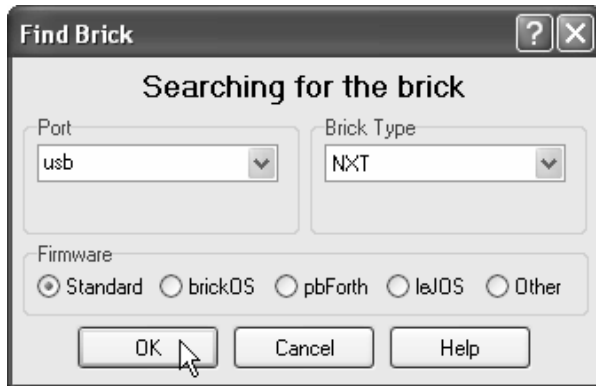 Find Brick
Searching for the brick
Port
Brick Type
usb
NXT
Firmware
Standard brickOS pbForth leJOS Other
OK Cancel Help